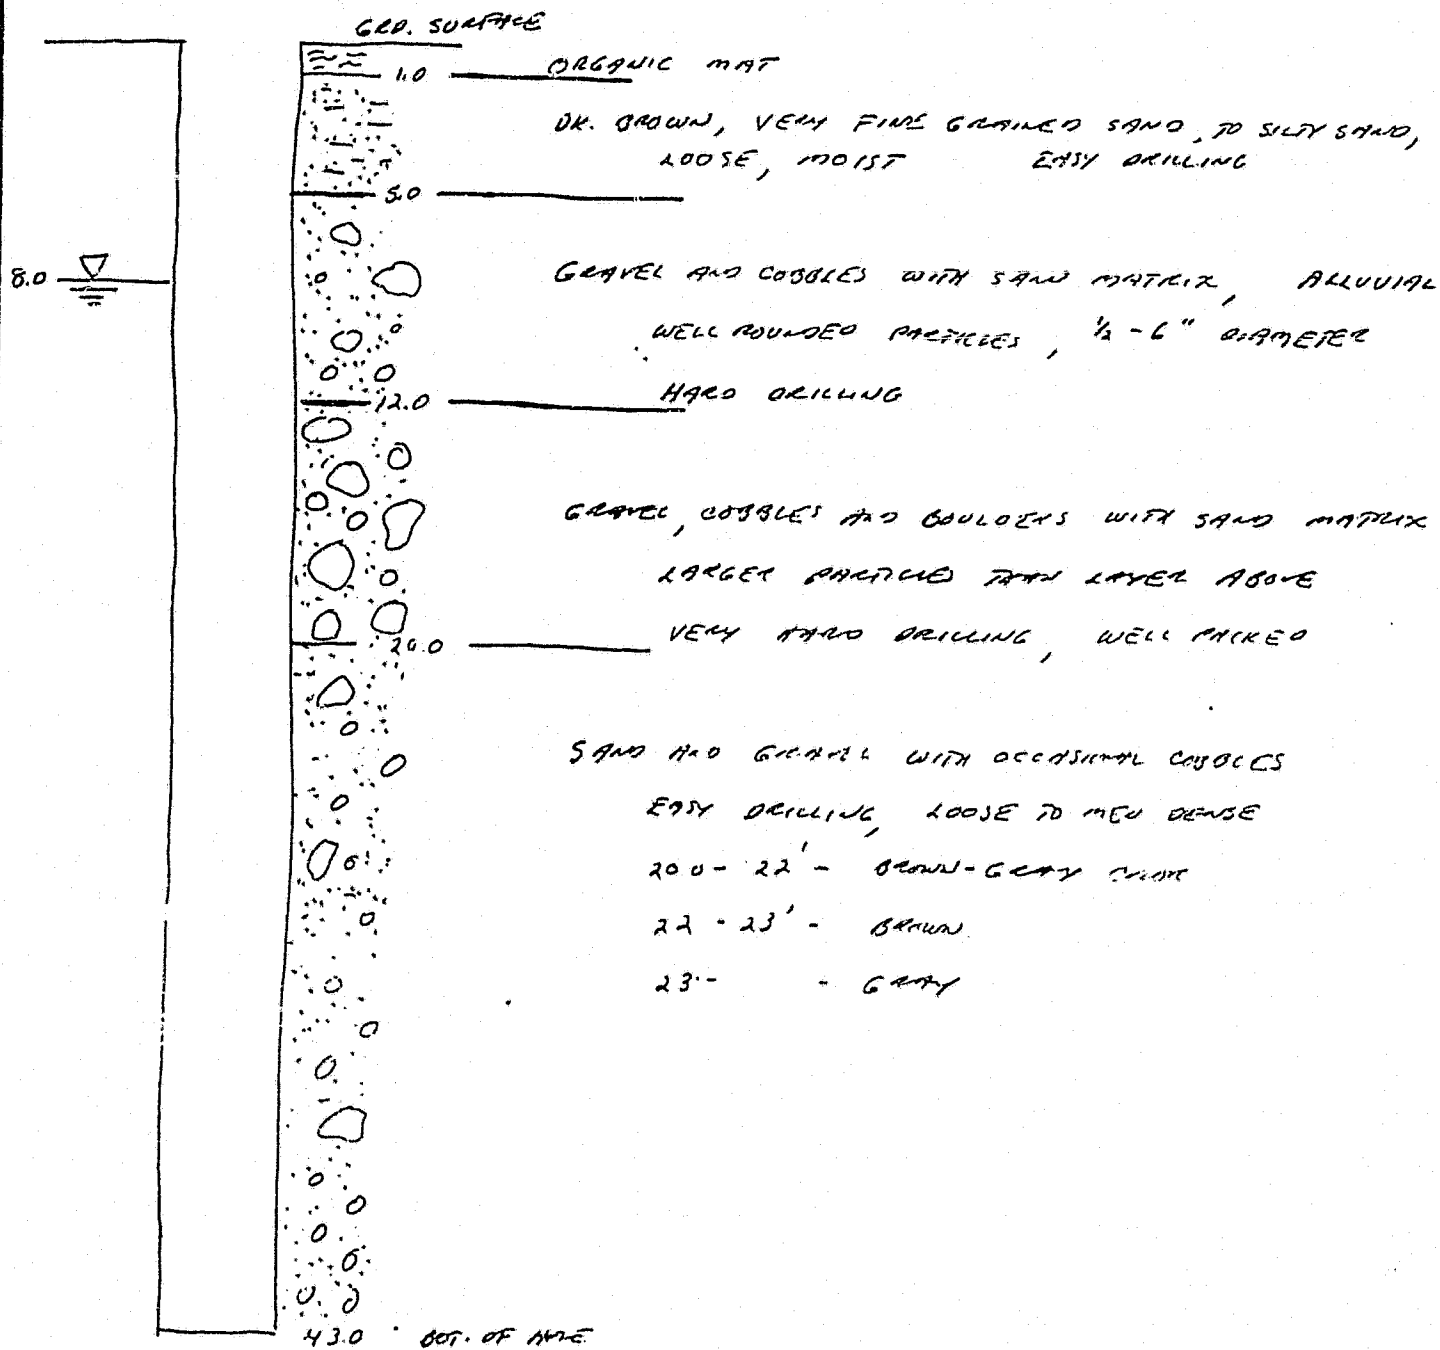 GRD. SURFACE
1.0 ORGANIC MAT
DK. BROWN, VERY FINE GRAINED SAND, TO SILTY SAND,
LOOSE, MOIST EASY DRILLING
5.0
8.0
GRAVEL AND COBBLES WITH SAND MATRIX, ALLUVIAL
WELL ROUNDED PARTICLES, 1/2 - 6" DIAMETER
HARD DRILLING
12.0
GRAVEL, COBBLES AND BOULDERS WITH SAND MATRIX
LARGER PARTICLES THAN LAYER ABOVE
VERY HARD DRILLING, WELL PACKED
20.0
SAND AND GRAVEL WITH OCCASIONAL COBBLES
EASY DRILLING, LOOSE TO MED DENSE
20.0 - 22' - BROWN-GRAY COLOR
22 - 23' - BROWN
23 - - GRAY
43.0 BOT. OF HOLE